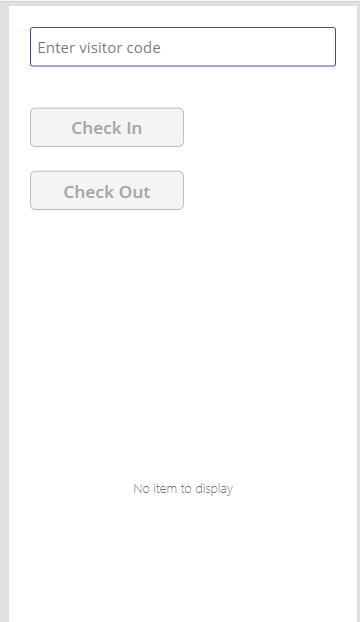 Enter visitor code
Check In
Check Out
No item to display